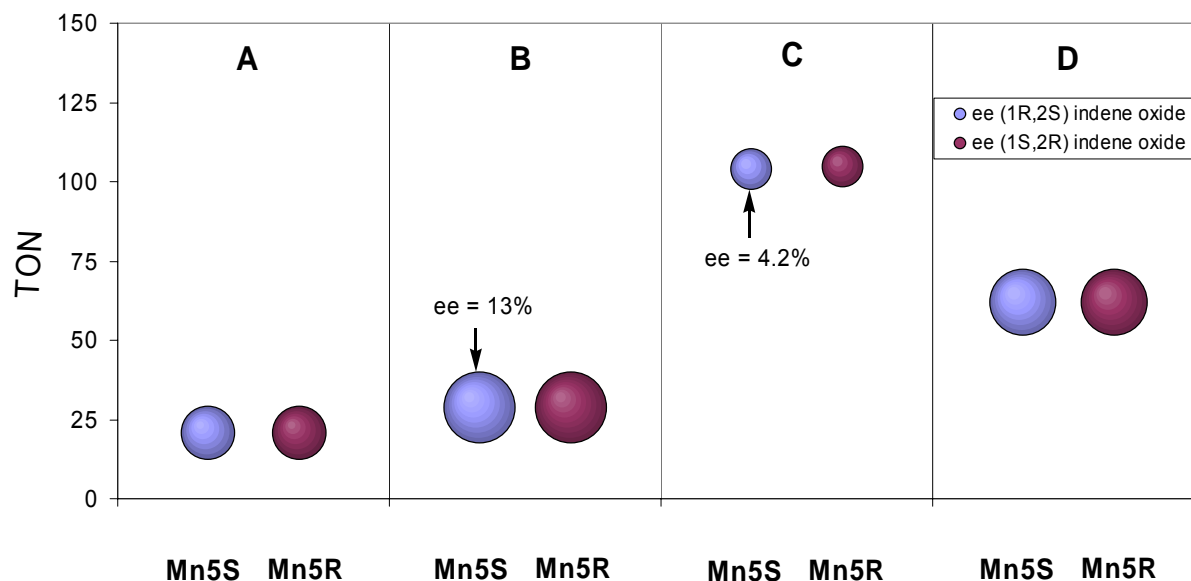 150
125
100
75
50
25
0
TON
A
B
C
D
ee (1R,2S) indene oxide
ee (1S,2R) indene oxide
ee = 13%
ee = 4.2%
Mn5S Mn5R Mn5S Mn5R Mn5S Mn5R Mn5S Mn5R